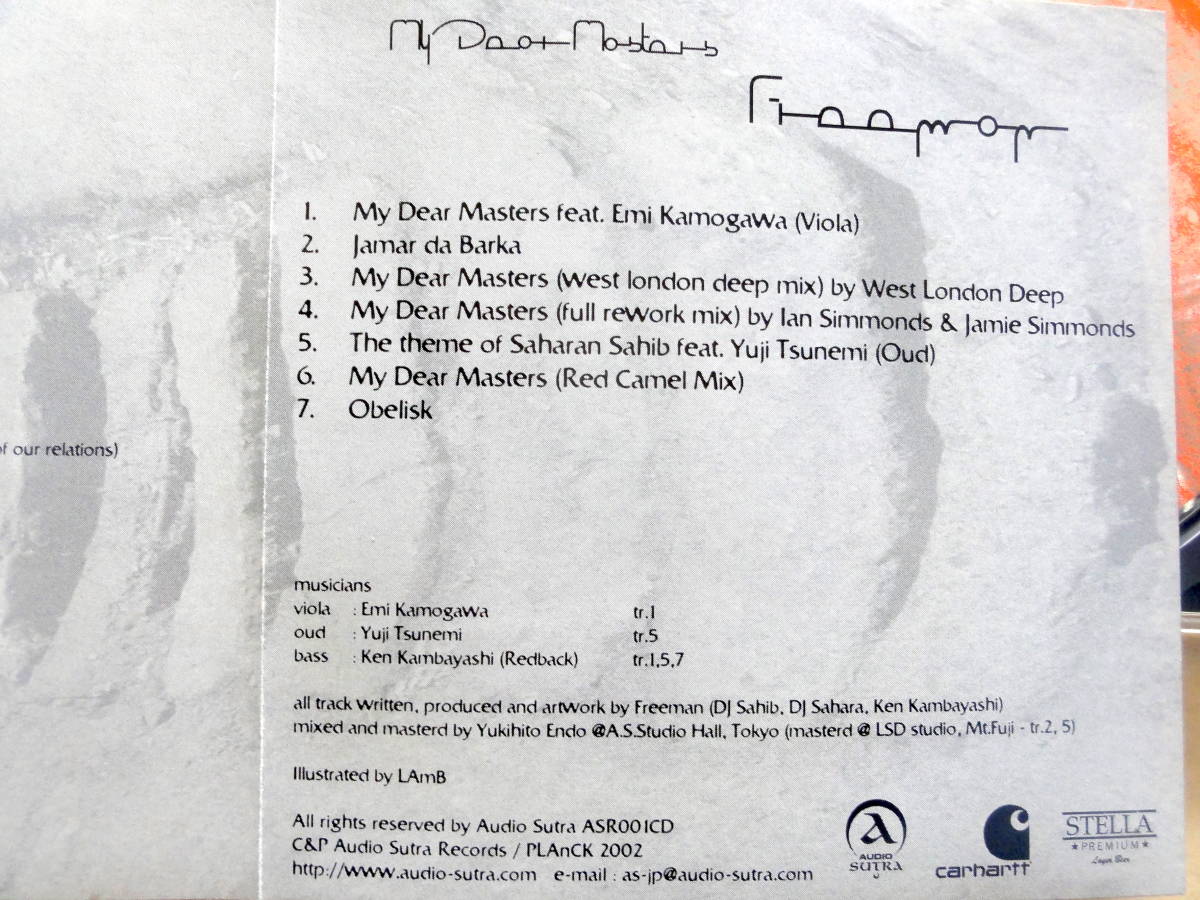 My Dear Masters
Freeman
1. My Dear Masters feat. Emi Kamogawa (Viola)
2. Jamar da Barka
3. My Dear Masters (west london deep mix) by West London Deep
4. My Dear Masters (full rework mix) by Ian Simmonds & Jamie Simmonds
5. The theme of Saharan Sahib feat. Yuji Tsunemi (Oud)
6. My Dear Masters (Red Camel Mix)
7. Obelisk
of our relations)
musicians
viola : Emi Kamogawa tr.1
oud : Yuji Tsunemi tr.5
bass : Ken Kambayashi (Redback) tr.1,5,7
all track written, produced and artwork by Freeman (DJ Sahib, DJ Sahara, Ken Kambayashi)
mixed and masterd by Yukihito Endo @A.S.Studio Hall, Tokyo (masterd @ LSD studio, Mt.Fuji - tr.2, 5)
Illustrated by LAmB
All rights reserved by Audio Sutra ASR001CD
C&P Audio Sutra Records / PLAnCK 2002
http://www.audio-sutra.com e-mail : as-jp@audio-sutra.com
AUDIO
SUTRA
carhartt
STELLA
★PREMIUM★
Lager Beer